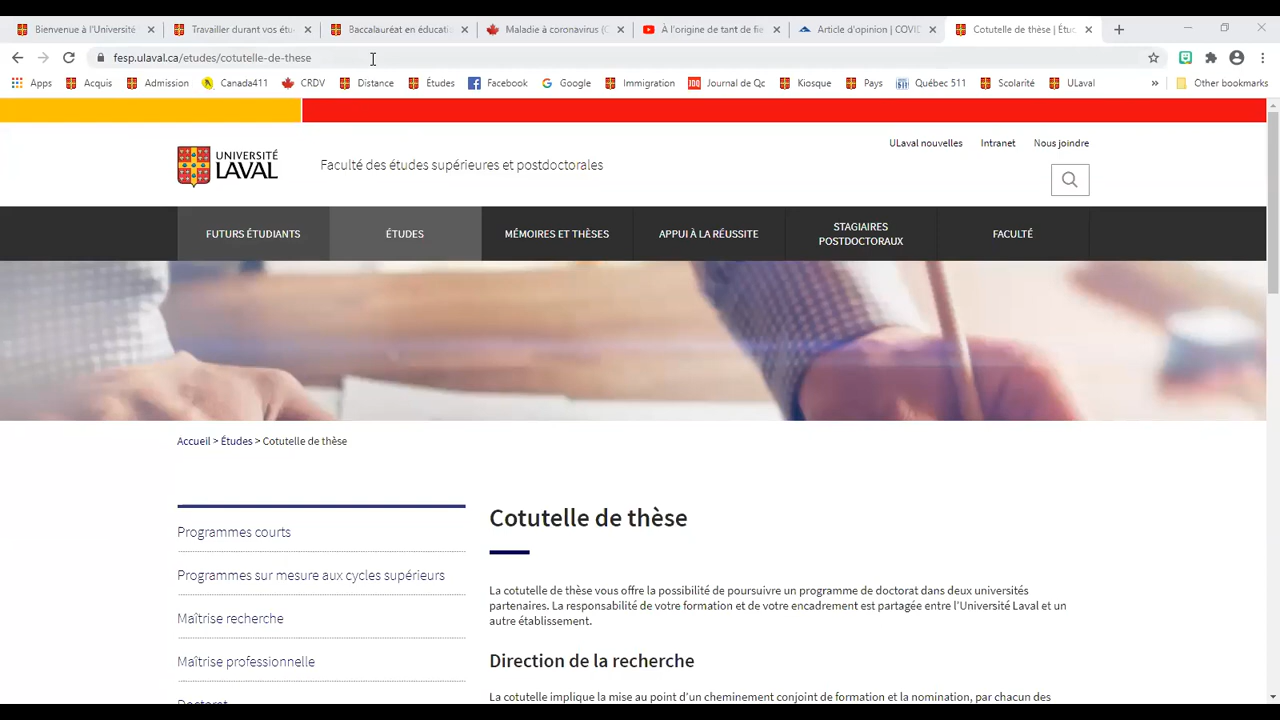 Bienvenue à l'Université
Travailler durant vos étu
Baccalauréat en éducati
Maladie à coronavirus (C
À l'origine de tant de fie
Article d'opinion | COVID
Cotutelle de thèse | Étuc
fesp.ulaval.ca/etudes/cotutelle-de-these
Apps
Acquis
Admission
Canada411
CRDV
Distance
Études
Facebook
Google
Immigration
Journal de Qc
Kiosque
Pays
Québec 511
Scolarité
ULaval
»
Other bookmarks
ULaval nouvelles
Intranet
Nous joindre
UNIVERSITÉ
LAVAL
Faculté des études supérieures et postdoctorales
FUTURS ÉTUDIANTS
ÉTUDES
MÉMOIRES ET THÈSES
APPUI À LA RÉUSSITE
STAGIAIRES
POSTDOCTORAUX
FACULTÉ
Accueil > Études > Cotutelle de thèse
Programmes courts
Programmes sur mesure aux cycles supérieurs
Maîtrise recherche
Maîtrise professionnelle
Doctorat
Cotutelle de thèse
La cotutelle de thèse vous offre la possibilité de poursuivre un programme de doctorat dans deux universités
partenaires. La responsabilité de votre formation et de votre encadrement est partagée entre l'Université Laval et un
autre établissement.
Direction de la recherche
La cotutelle implique la mise au point d'un cheminement conjoint de formation et la nomination, par chacun des